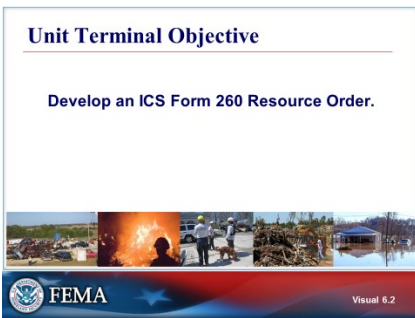 Unit Terminal Objective
Develop an ICS Form 260 Resource Order.
FEMA
Visual 6.2